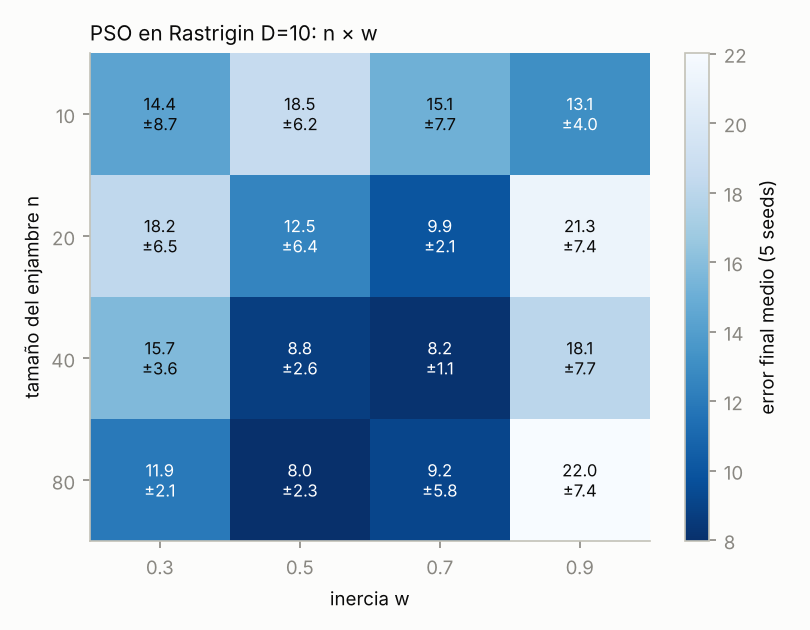 PSO en Rastrigin D=10: n × w
14.4 18.5 15.1 13.1
±8.7 ±6.2 ±7.7 ±4.0
18.2 12.5 9.9 21.3
±6.5 ±6.4 ±2.1 ±7.4
15.7 8.8 8.2 18.1
±3.6 ±2.6 ±1.1 ±7.7
11.9 8.0 9.2 22.0
±2.1 ±2.3 ±5.8 ±7.4
10
20
40
80
tamaño del enjambre n
0.3 0.5 0.7 0.9
inercia w
22
20
18
16
14
12
10
8
error final medio (5 seeds)